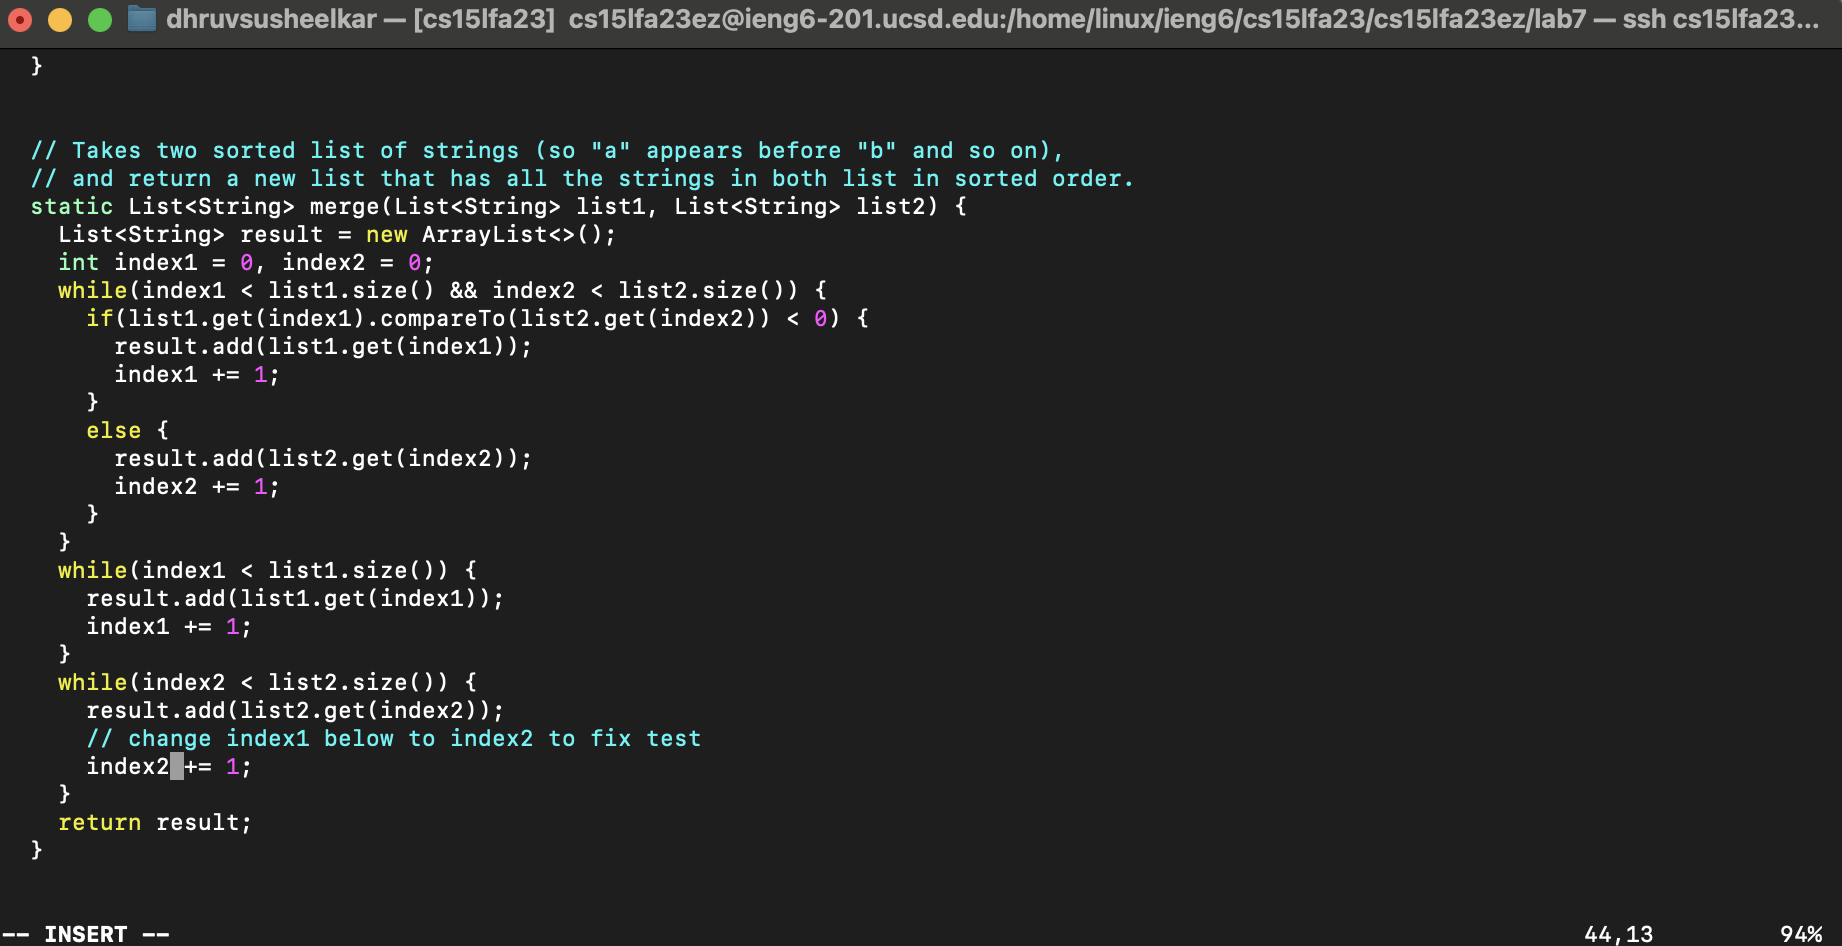 dhruvsusheelkar — [cs15lfa23] cs15lfa23ez@ieng6-201.ucsd.edu:/home/linux/ieng6/cs15lfa23/cs15lfa23ez/lab7 — ssh cs15lfa23...
  }
  // Takes two sorted list of strings (so "a" appears before "b" and so on),
  // and return a new list that has all the strings in both list in sorted order.
  static List<String> merge(List<String> list1, List<String> list2) {
    List<String> result = new ArrayList<>();
    int index1 = 0, index2 = 0;
    while(index1 < list1.size() && index2 < list2.size()) {
      if(list1.get(index1).compareTo(list2.get(index2)) < 0) {
        result.add(list1.get(index1));
        index1 += 1;
      }
      else {
        result.add(list2.get(index2));
        index2 += 1;
      }
    }
    while(index1 < list1.size()) {
      result.add(list1.get(index1));
      index1 += 1;
    }
    while(index2 < list2.size()) {
      result.add(list2.get(index2));
      // change index1 below to index2 to fix test
      index2 += 1;
    }
    return result;
  }
-- INSERT -- 44,13 94%